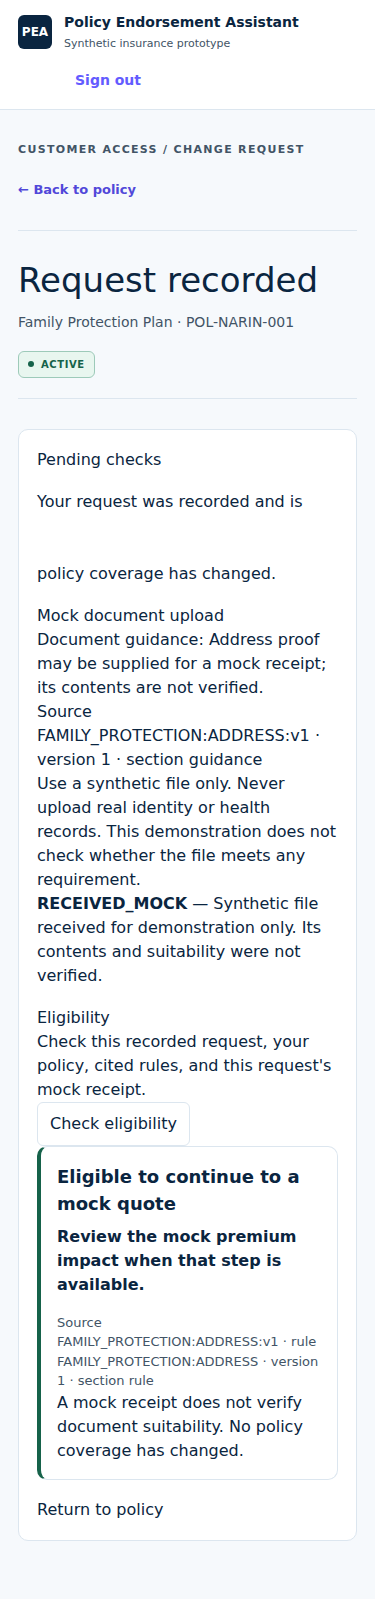 PEA
Policy Endorsement Assistant
Synthetic insurance prototype
Sign out
CUSTOMER ACCESS / CHANGE REQUEST
← Back to policy
Request recorded
Family Protection Plan · POL-NARIN-001
ACTIVE
Pending checks
Your request was recorded and is
policy coverage has changed.
Mock document upload
Document guidance: Address proof
may be supplied for a mock receipt;
its contents are not verified.
Source
FAMILY_PROTECTION:ADDRESS:v1 ·
version 1 · section guidance
Use a synthetic file only. Never
upload real identity or health
records. This demonstration does not
check whether the file meets any
requirement.
RECEIVED_MOCK — Synthetic file
received for demonstration only. Its
contents and suitability were not
verified.
Eligibility
Check this recorded request, your
policy, cited rules, and this request's
mock receipt.
Check eligibility
Eligible to continue to a
mock quote
Review the mock premium
impact when that step is
available.
Source
FAMILY_PROTECTION:ADDRESS:v1 · rule
FAMILY_PROTECTION:ADDRESS · version
1 · section rule
A mock receipt does not verify
document suitability. No policy
coverage has changed.
Return to policy